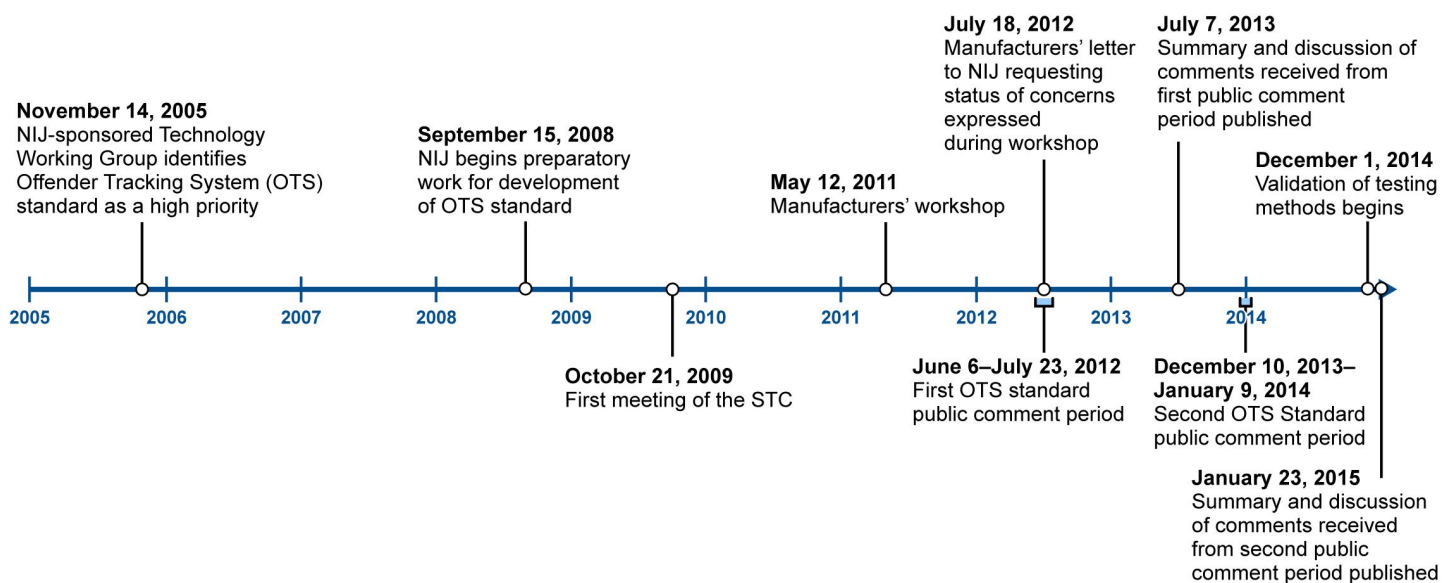 November 14, 2005
NIJ-sponsored Technology
Working Group identifies
Offender Tracking System (OTS)
standard as a high priority
September 15, 2008
NIJ begins preparatory
work for development
of OTS standard
May 12, 2011
Manufacturers’ workshop
July 18, 2012
Manufacturers’ letter
to NIJ requesting
status of concerns
expressed
during workshop
July 7, 2013
Summary and discussion of
comments received from
first public comment
period published
December 1, 2014
Validation of testing
methods begins
2005
2006
2007
2008
2009
2010
2011
2012
2013
2014
October 21, 2009
First meeting of the STC
June 6–July 23, 2012
First OTS standard
public comment period
December 10, 2013–
January 9, 2014
Second OTS Standard
public comment period
January 23, 2015
Summary and discussion
of comments received
from second public
comment period published